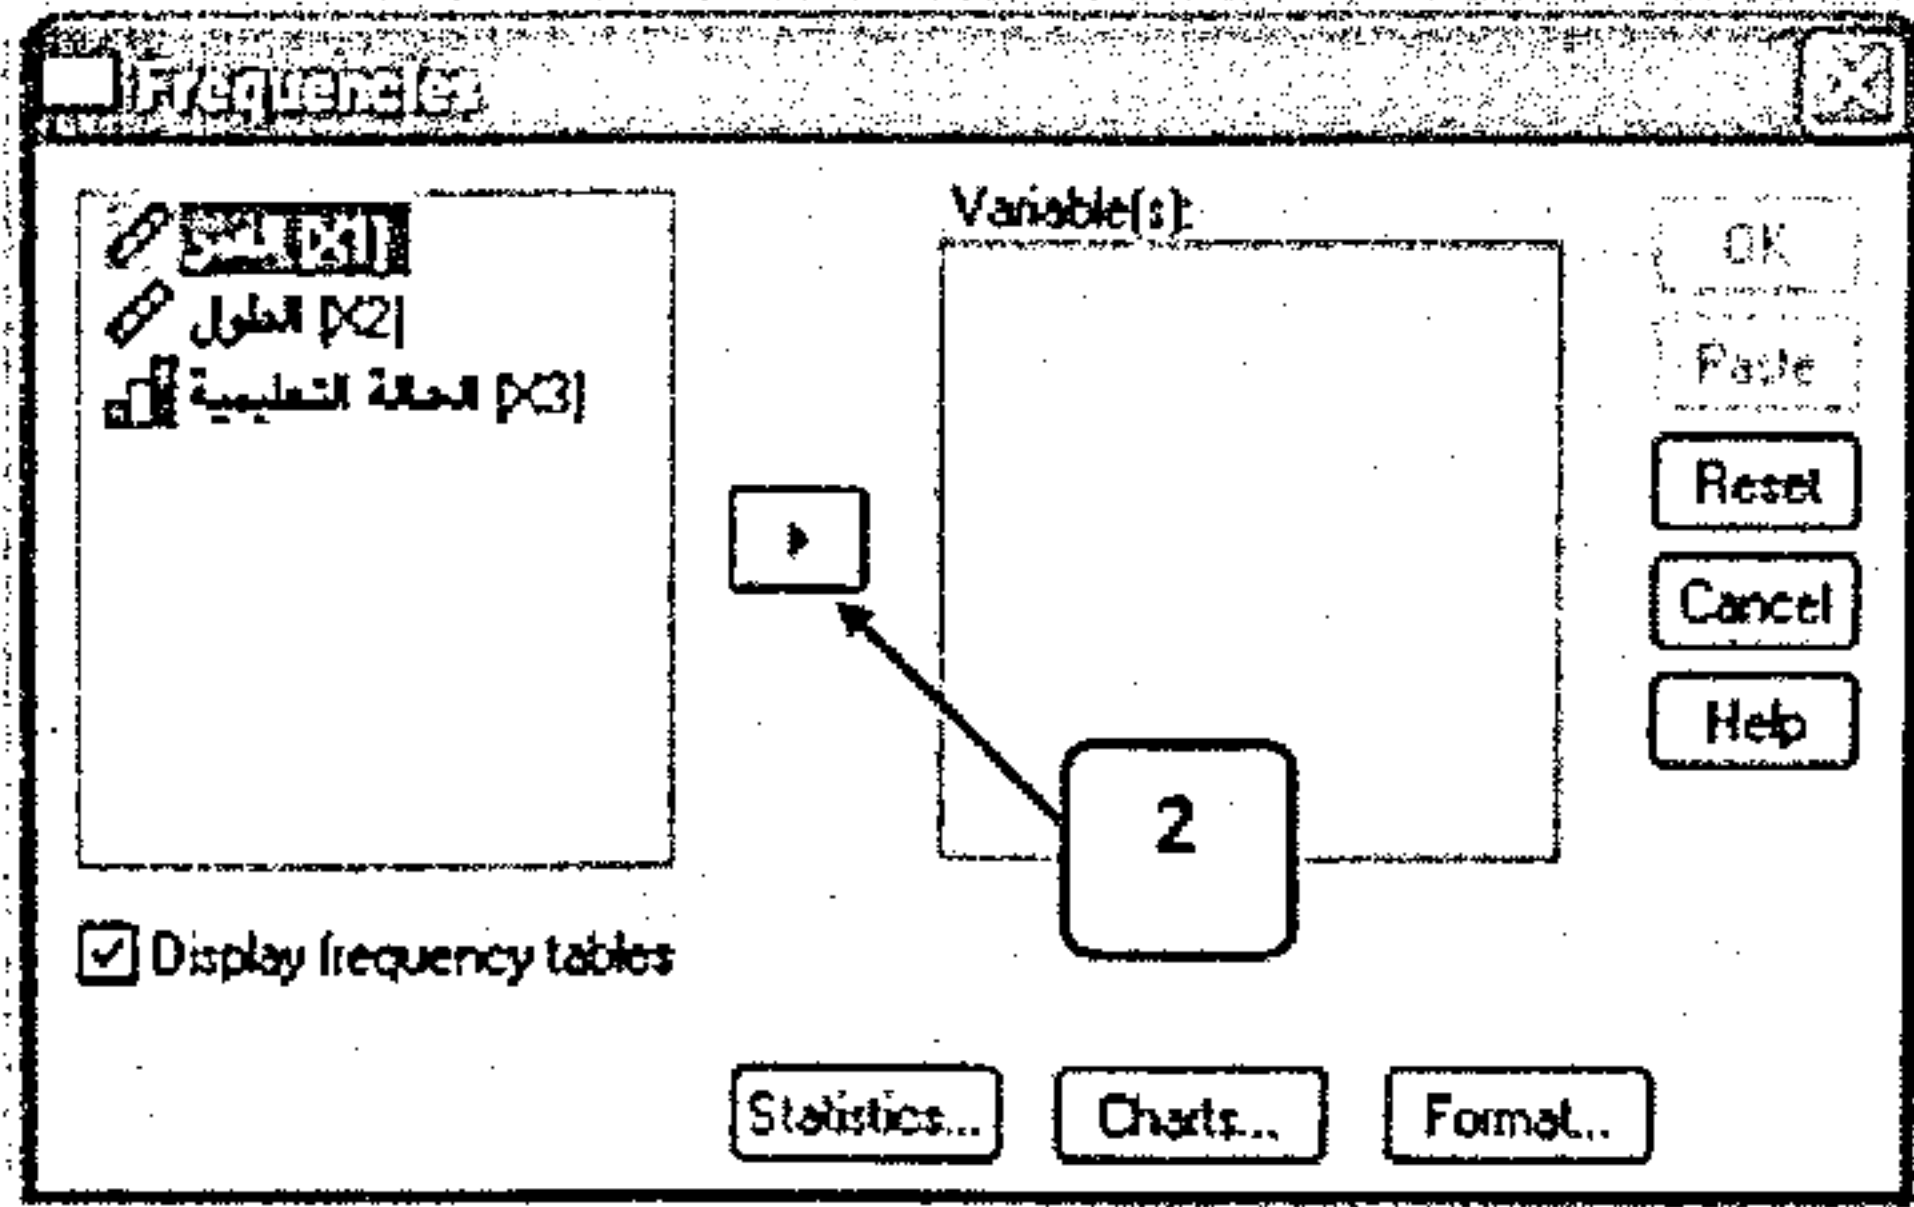 Frequencies
Variable(s):
[X1]
الطول [X2]
الحالة التعليمية [X3]
OK
Paste
Reset
Cancel
Help
2
Display frequency tables
Statistics...
Charts...
Format...